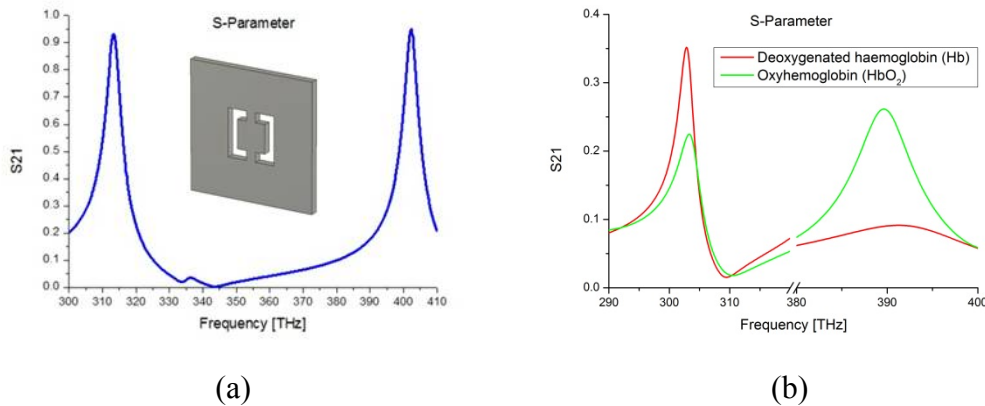 (a)
S-Parameter
1.0
0.9
0.8
0.7
0.6
0.5
0.4
0.3
0.2
0.1
0.0
S21
300 310 320 330 340 350 360 370 380 390 400 410
Frequency [THz]
(a)
(b)
S-Parameter
Deoxygenated haemoglobin (Hb)
Oxyhemoglobin (HbO₂)
0.4
0.3
0.2
0.1
0.0
S21
290 300 310 380 390 400
Frequency [THz]
(b)